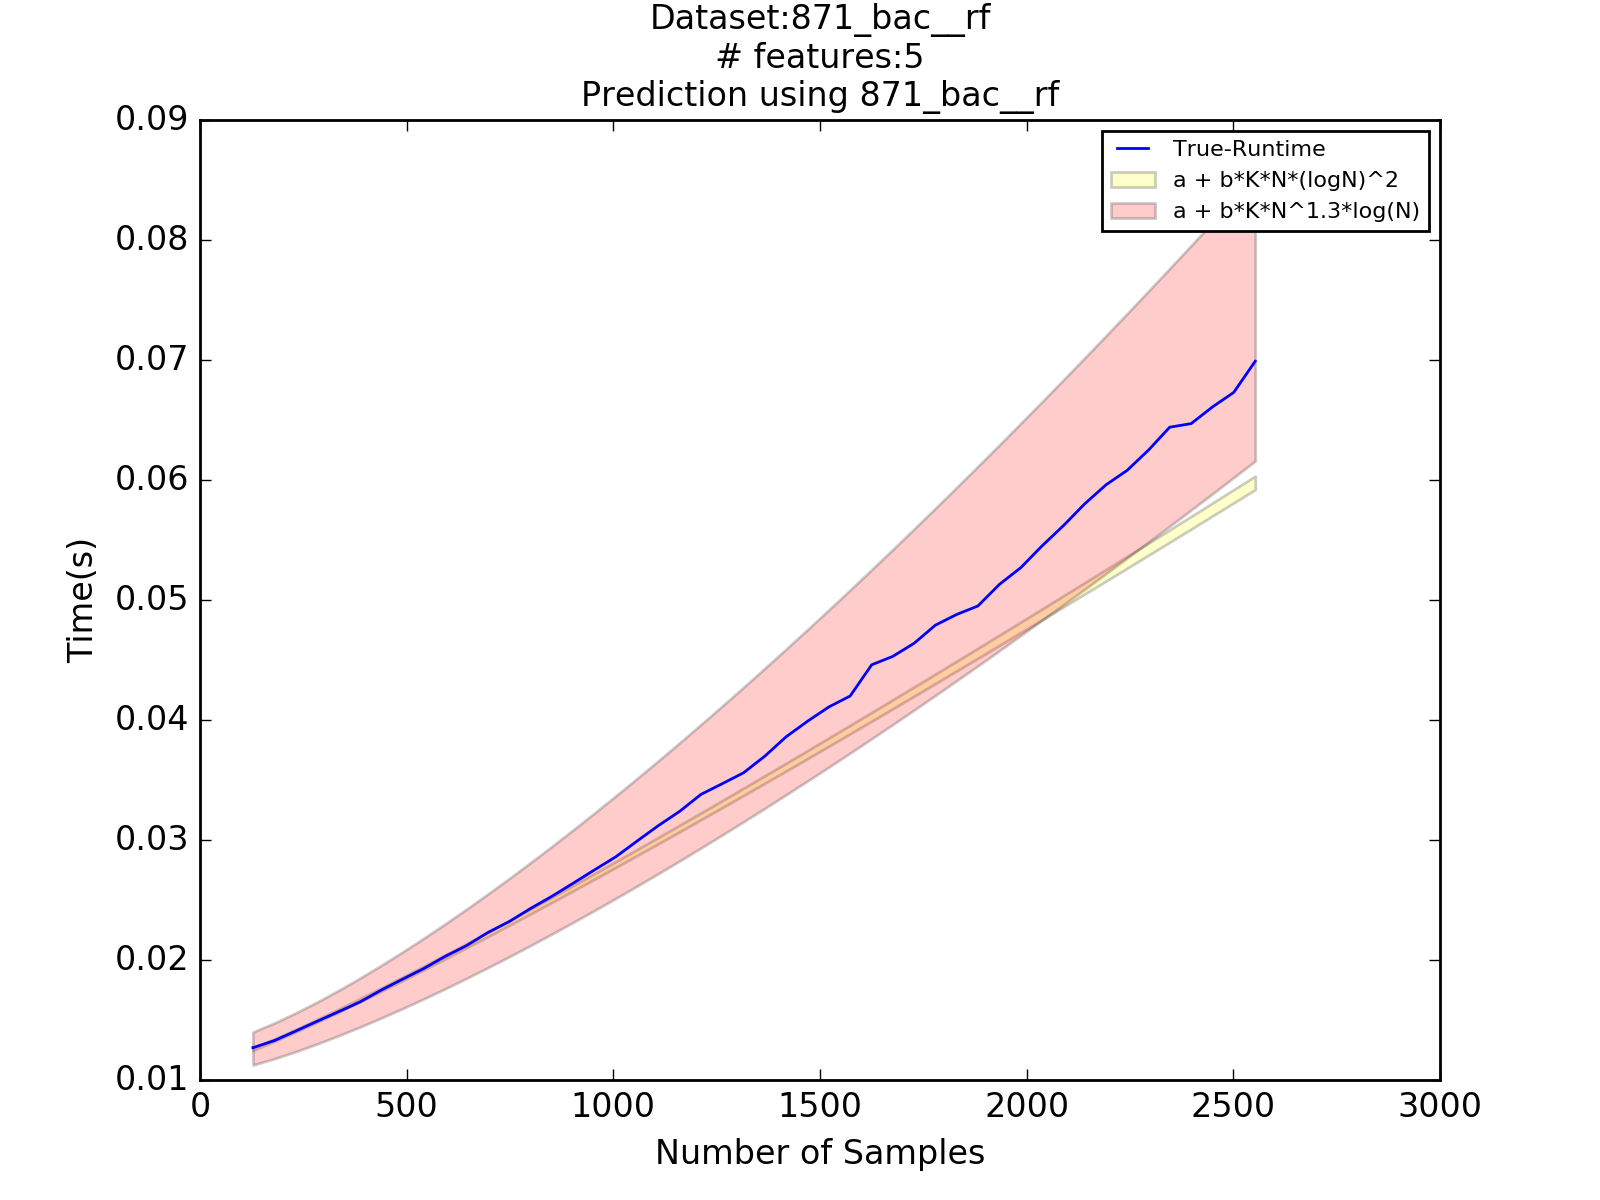 Dataset:871_bac__rf
# features:5
Prediction using 871_bac__rf
0.09
0.08
0.07
0.06
0.05
0.04
0.03
0.02
0.01
Time(s)
True-Runtime
a + b*K*N*(logN)^2
a + b*K*N^1.3*log(N)
0 500 1000 1500 2000 2500 3000
Number of Samples